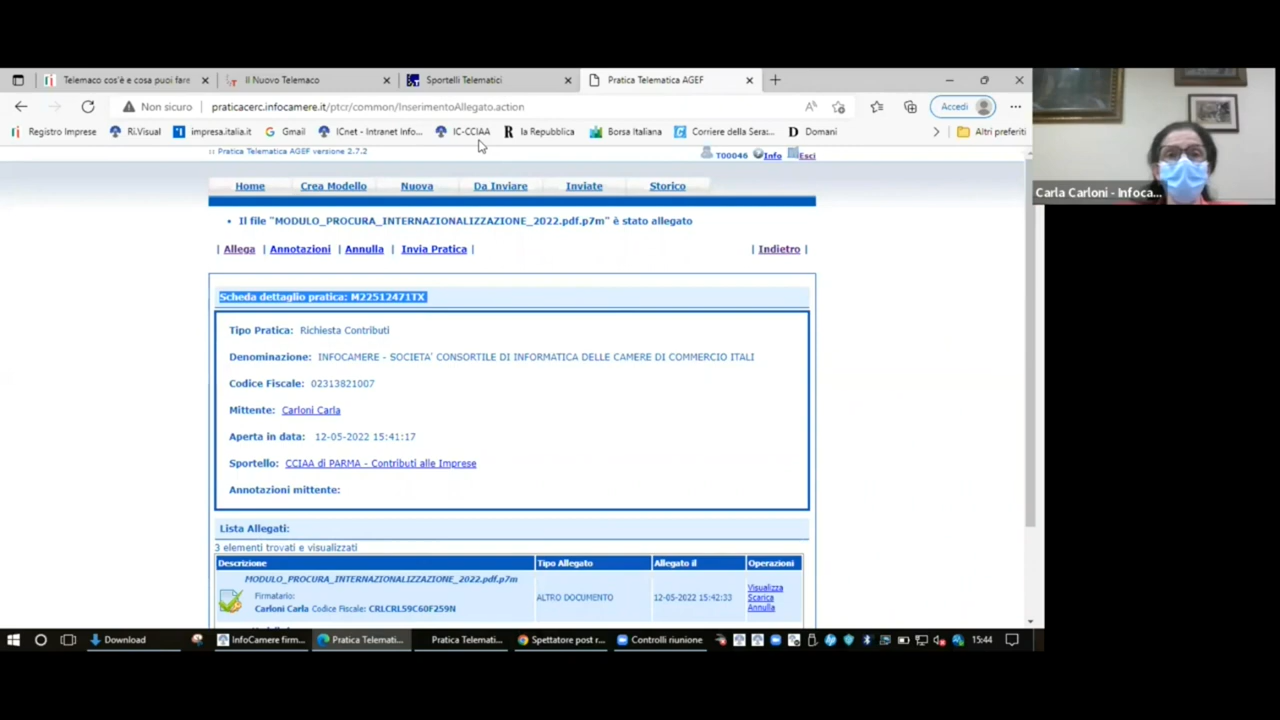 Telemaco cos'è e cosa puoi fare
Il Nuovo Telemaco
Sportelli Telematici
Pratica Telematica AGEF
Non sicuro
praticacerc.infocamere.it/ptcr/common/InserimentoAllegato.action
Accedi
Registro Imprese
Ri.Visual
impresa.italia.it
Gmail
ICnet - Intranet Info...
IC-CCIAA
la Repubblica
Borsa Italiana
Corriere della Sera:...
Domani
Altri preferiti
:: Pratica Telematica AGEF versione 2.7.2
T00046 Info Esci
Home Crea Modello Nuova Da Inviare Inviate Storico
• Il file "MODULO_PROCURA_INTERNAZIONALIZZAZIONE_2022.pdf.p7m" è stato allegato
| Allega | Annotazioni | Annulla | Invia Pratica | | Indietro |
Scheda dettaglio pratica: M22512471TX
Tipo Pratica: Richiesta Contributi
Denominazione: INFOCAMERE - SOCIETA' CONSORTILE DI INFORMATICA DELLE CAMERE DI COMMERCIO ITALI
Codice Fiscale: 02313821007
Mittente: Carloni Carla
Aperta in data: 12-05-2022 15:41:17
Sportello: CCIAA di PARMA - Contributi alle Imprese
Annotazioni mittente:
Lista Allegati:
3 elementi trovati e visualizzati
Descrizione Tipo Allegato Allegato il Operazioni
MODULO_PROCURA_INTERNAZIONALIZZAZIONE_2022.pdf.p7m
Firmatario:
Carloni Carla Codice Fiscale: CRLCRL59C60F259N
ALTRO DOCUMENTO
12-05-2022 15:42:33
Visualizza
Scarica
Annulla
Download
InfoCamere firm...
Pratica Telemati...
Pratica Telemati...
Spettatore post r...
Controlli riunione
15:44
Carla Carloni - Infoca...